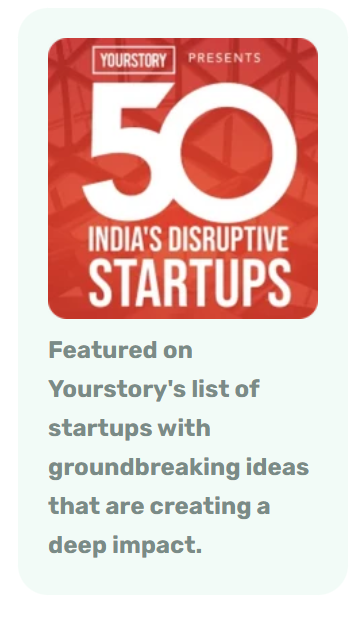 YOURSTORY PRESENTS
50
INDIA'S DISRUPTIVE
STARTUPS
Featured on
Yourstory's list of
startups with
groundbreaking ideas
that are creating a
deep impact.